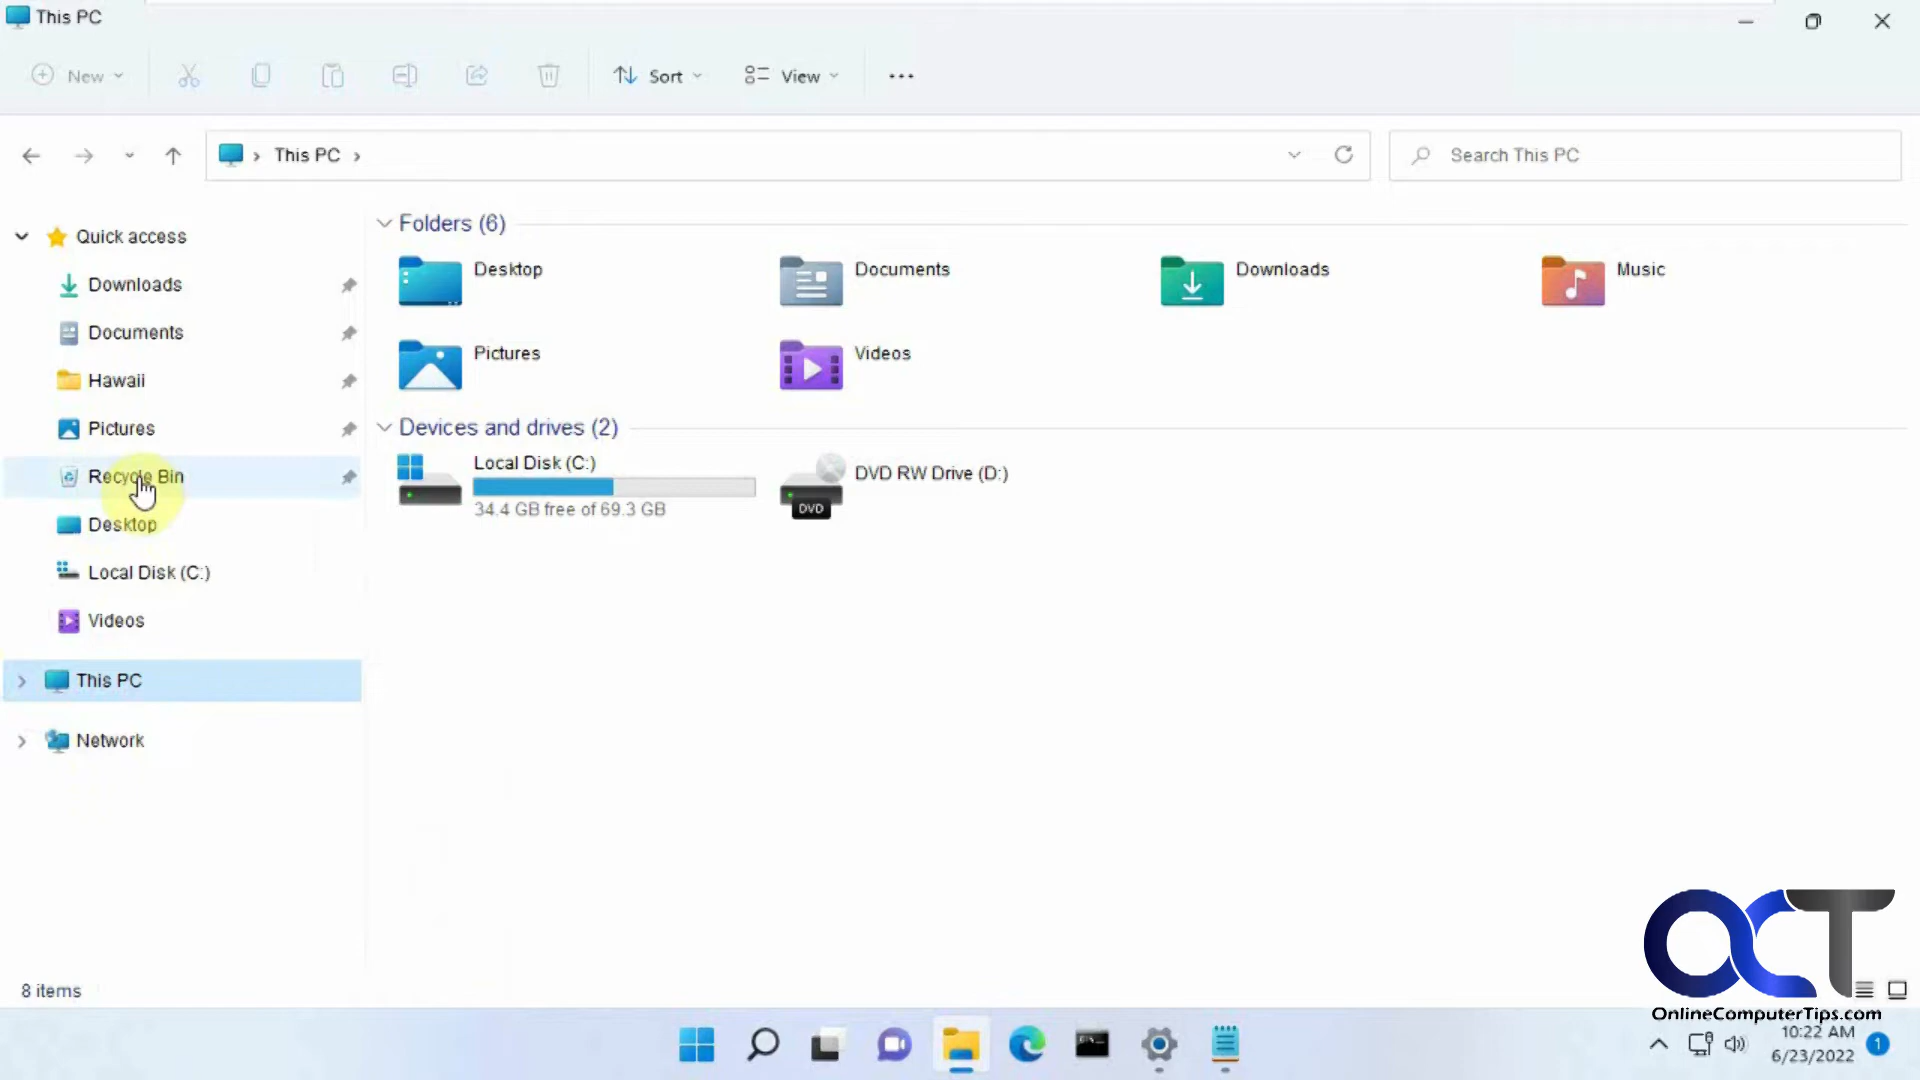 This PC
New
Sort
View
This PC
Search This PC
Quick access
Downloads
Documents
Hawaii
Pictures
Recycle Bin
Desktop
Local Disk (C:)
Videos
This PC
Network
Folders (6)
Desktop
Documents
Downloads
Music
Pictures
Videos
Devices and drives (2)
Local Disk (C:)
34.4 GB free of 69.3 GB
DVD RW Drive (D:)
DVD
8 items
OCT
OnlineComputerTips.com
10:22 AM
6/23/2022
1